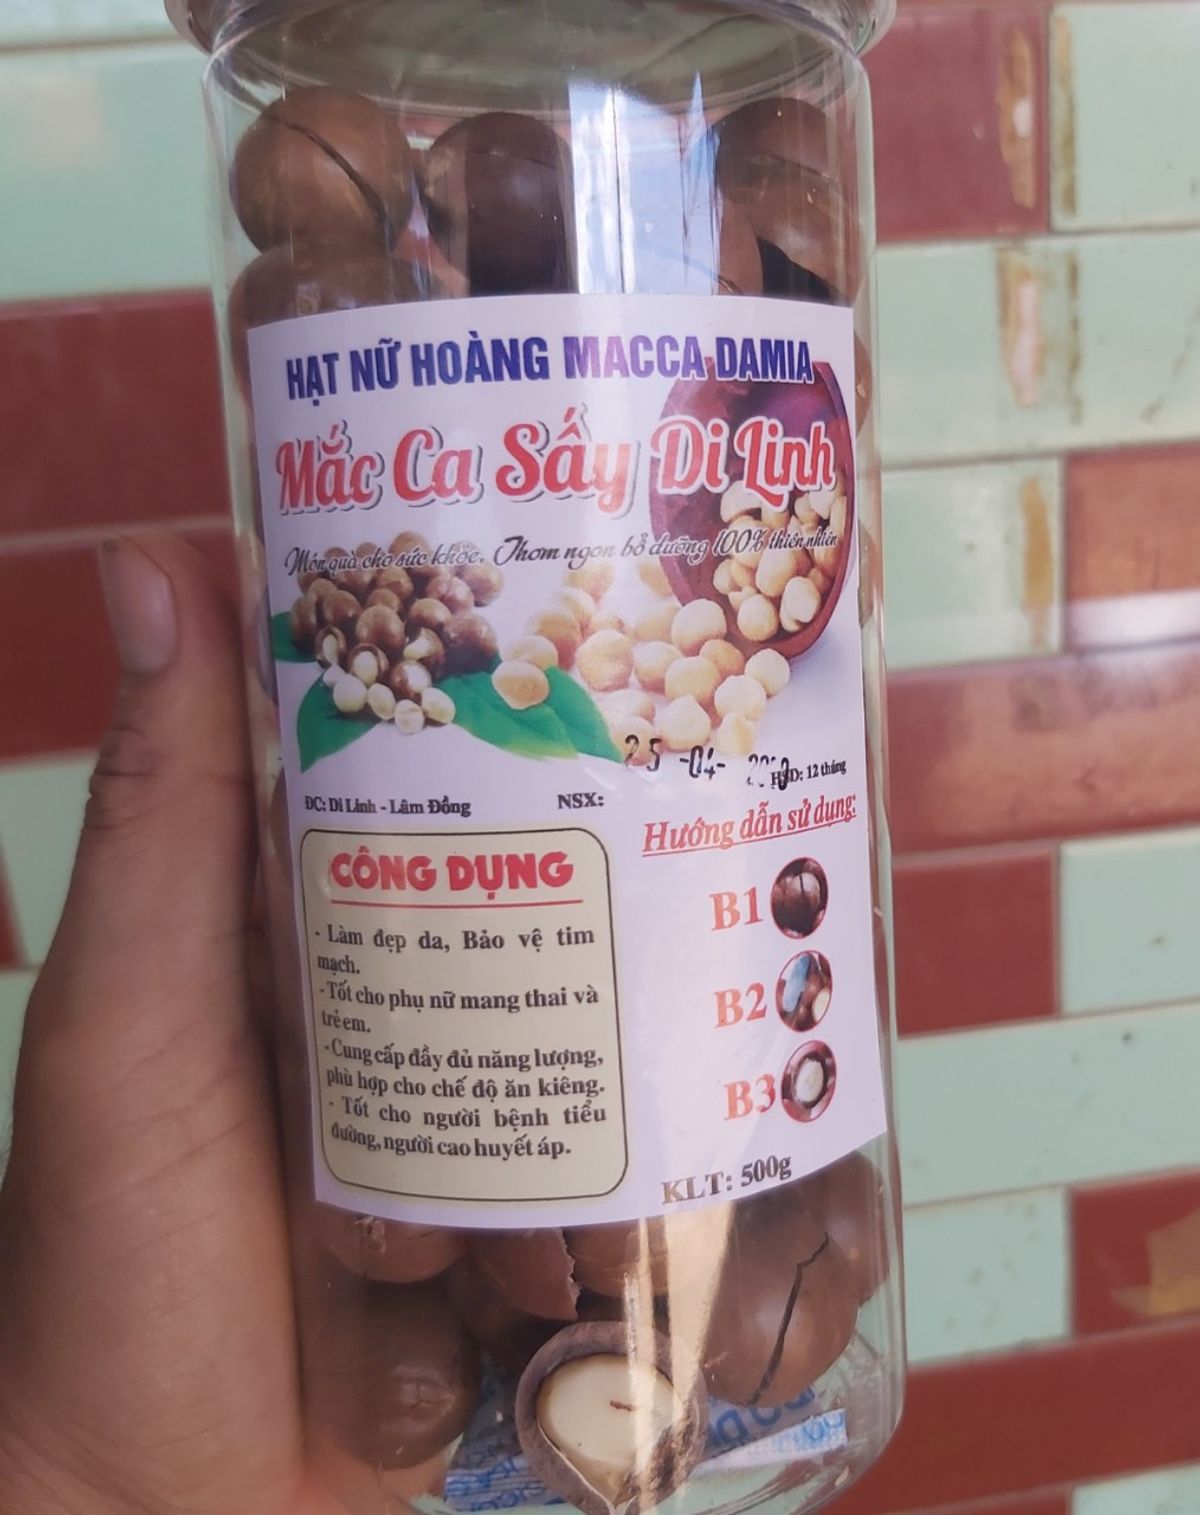 HẠT NỮ HOÀNG MACCA DAMIA
Mắc Ca Sấy Di Linh
Món quà cho sức khỏe. Thơm ngon bổ dưỡng 100% thiên nhiên
25 -04-
HSD: 12 tháng
ĐC: Di Linh - Lâm Đồng
NSX:
CÔNG DỤNG
- Làm đẹp da, Bảo vệ tim
mạch.
- Tốt cho phụ nữ mang thai và
trẻ em.
- Cung cấp đầy đủ năng lượng,
phù hợp cho chế độ ăn kiêng.
- Tốt cho người bệnh tiểu
đường, người cao huyết áp.
Hướng dẫn sử dụng:
B1
B2
B3
KLT: 500g